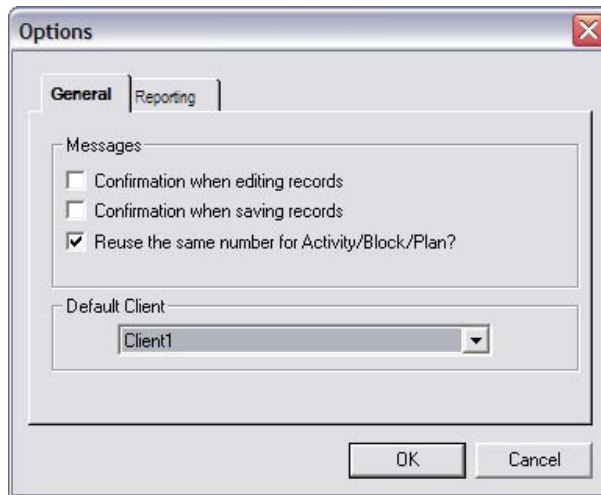 Options
General
Reporting
Messages
Confirmation when editing records
Confirmation when saving records
Reuse the same number for Activity/Block/Plan?
Default Client
Client1
OK
Cancel